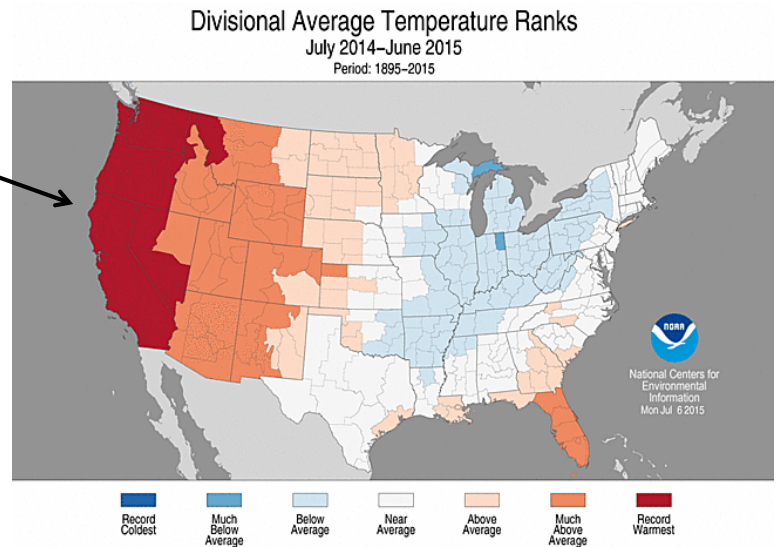 Divisional Average Temperature Ranks
July 2014–June 2015
Period: 1895–2015
NOAA
National Centers for
Environmental
Information
Mon Jul 6 2015
Record
Coldest
Much
Below
Average
Below
Average
Near
Average
Above
Average
Much
Above
Average
Record
Warmest